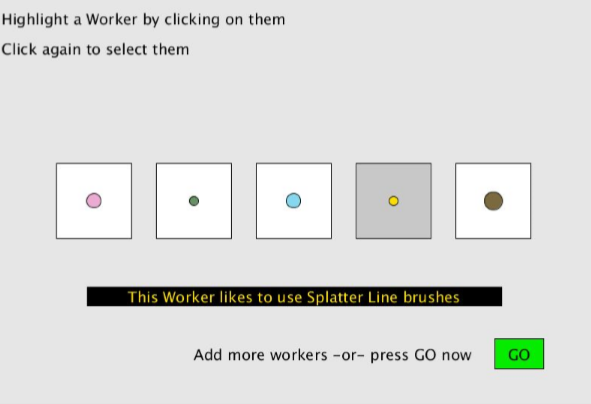 Highlight a Worker by clicking on them
Click again to select them
This Worker likes to use Splatter Line brushes
Add more workers -or- press GO now
GO